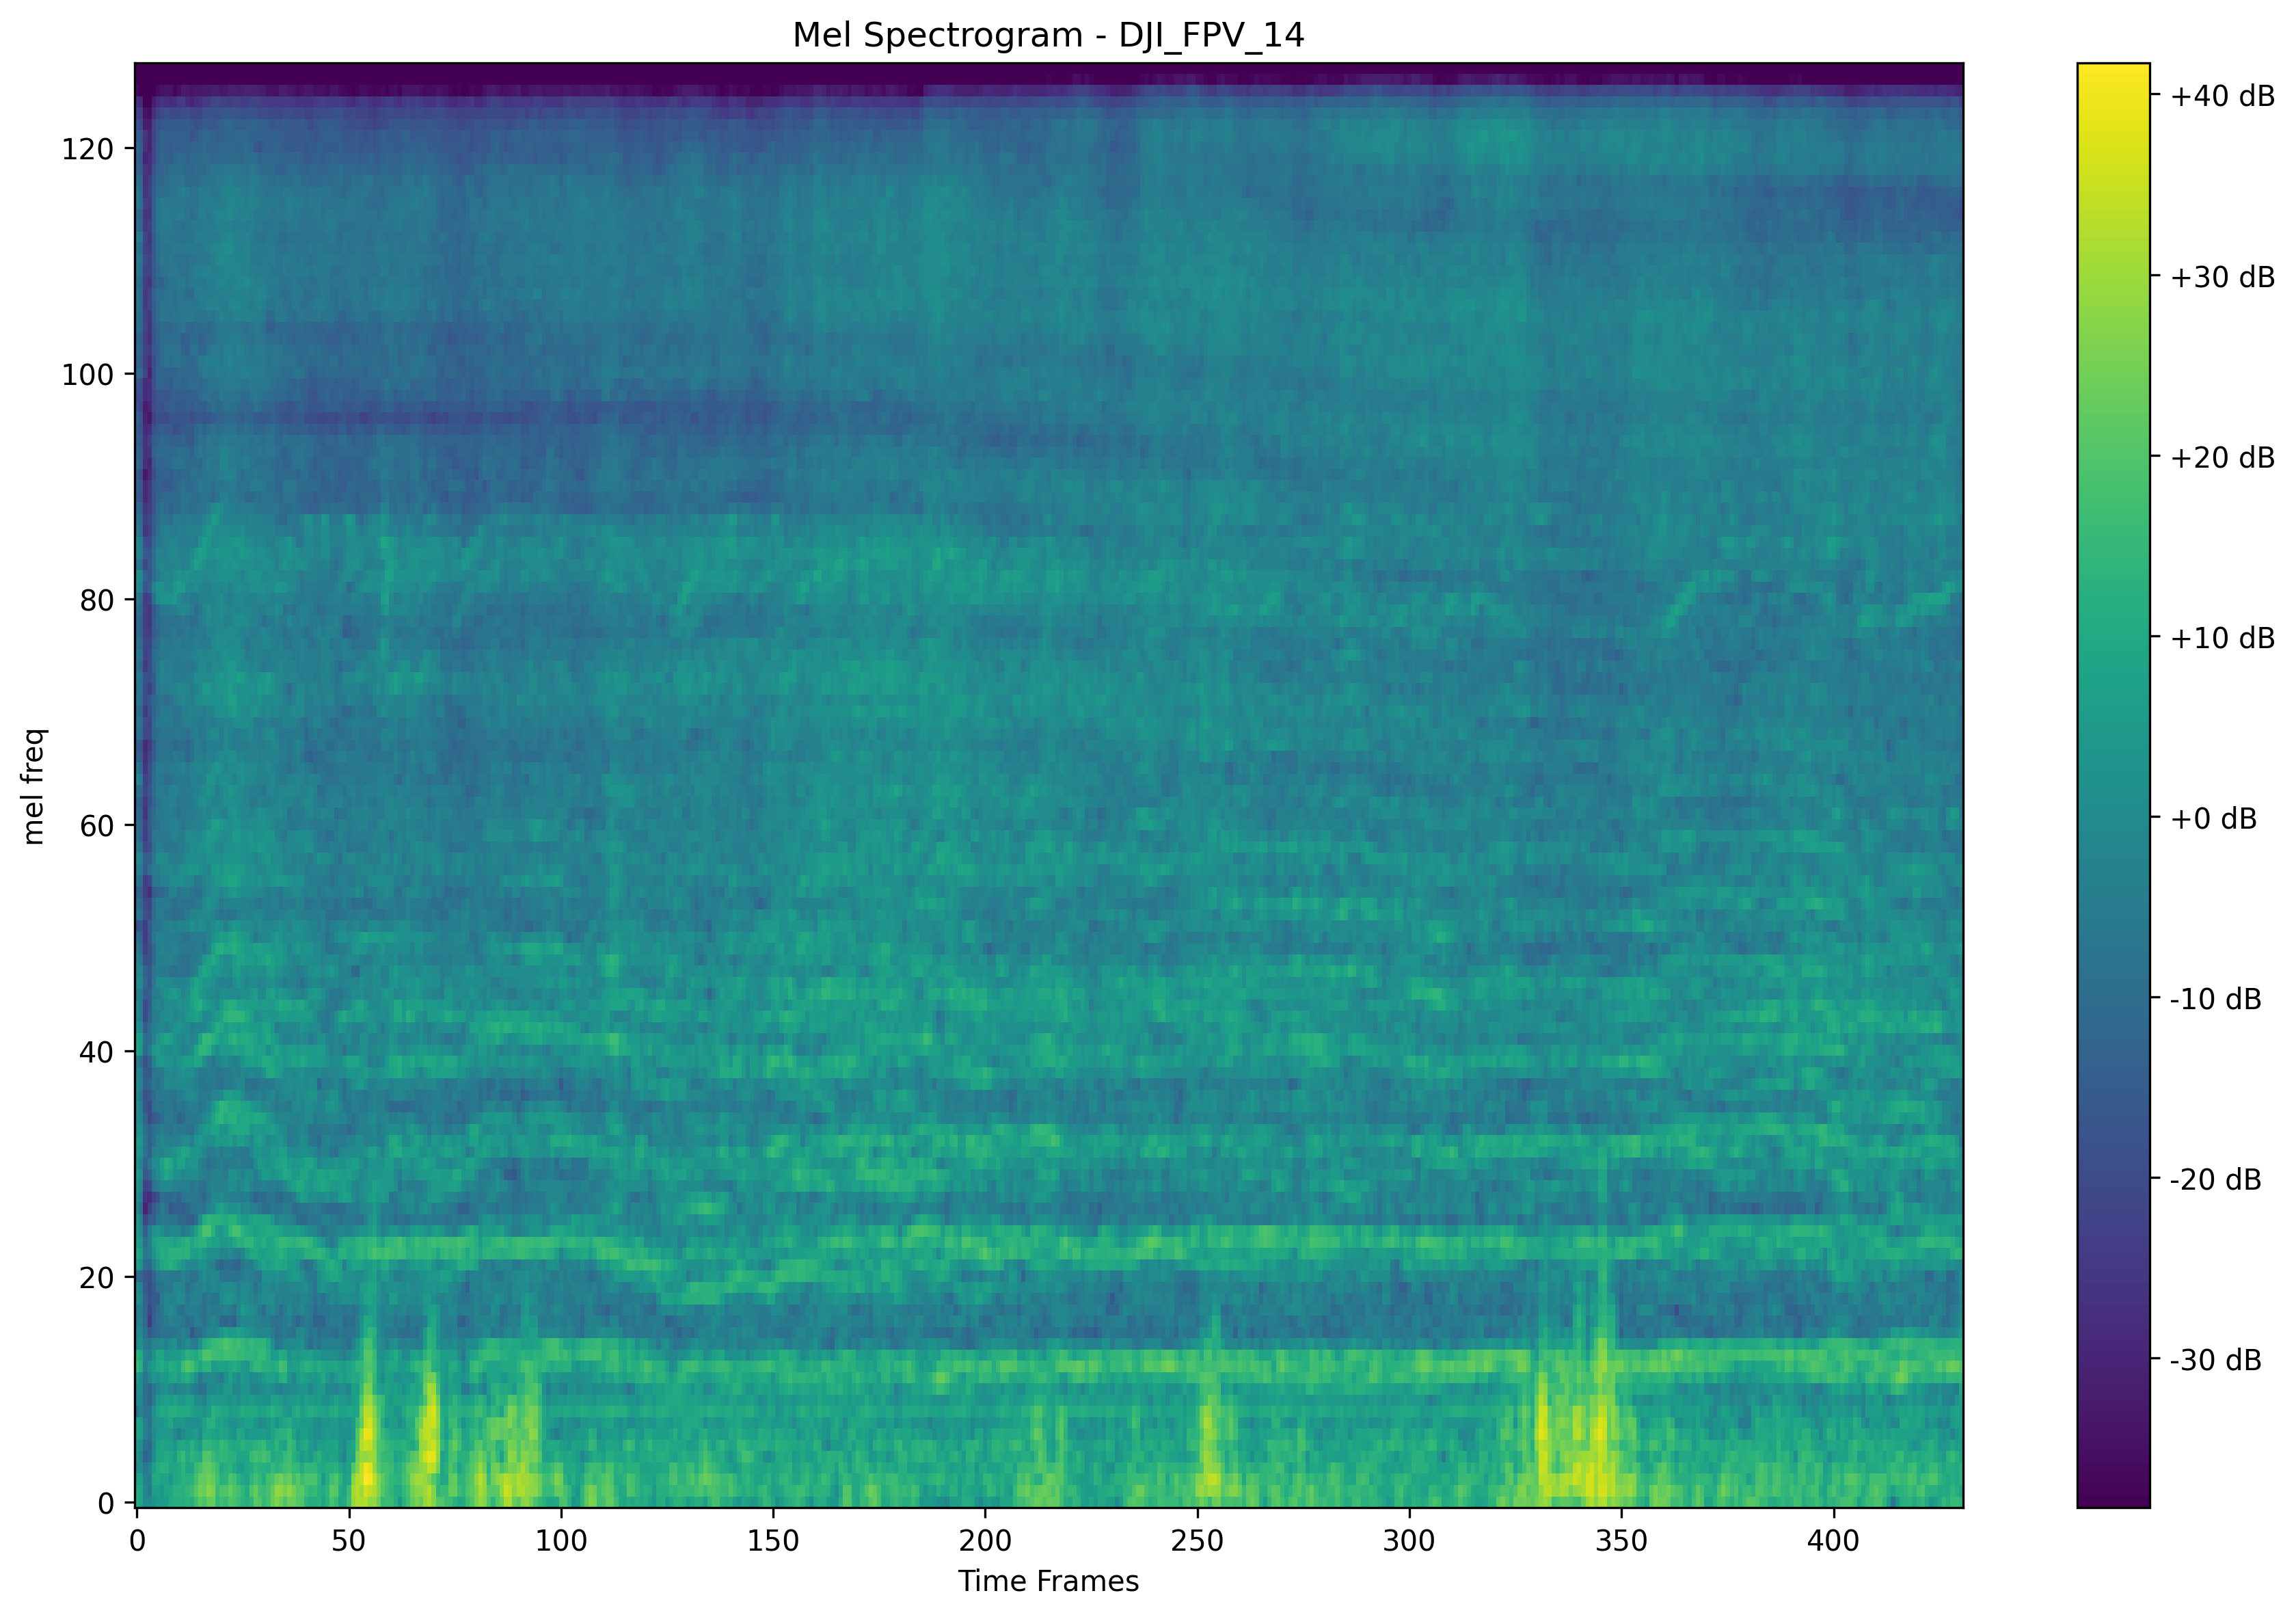 Mel Spectrogram - DJI_FPV_14
mel freq
120
100
80
60
40
20
0
0 50 100 150 200 250 300 350 400
Time Frames
+40 dB
+30 dB
+20 dB
+10 dB
+0 dB
-10 dB
-20 dB
-30 dB